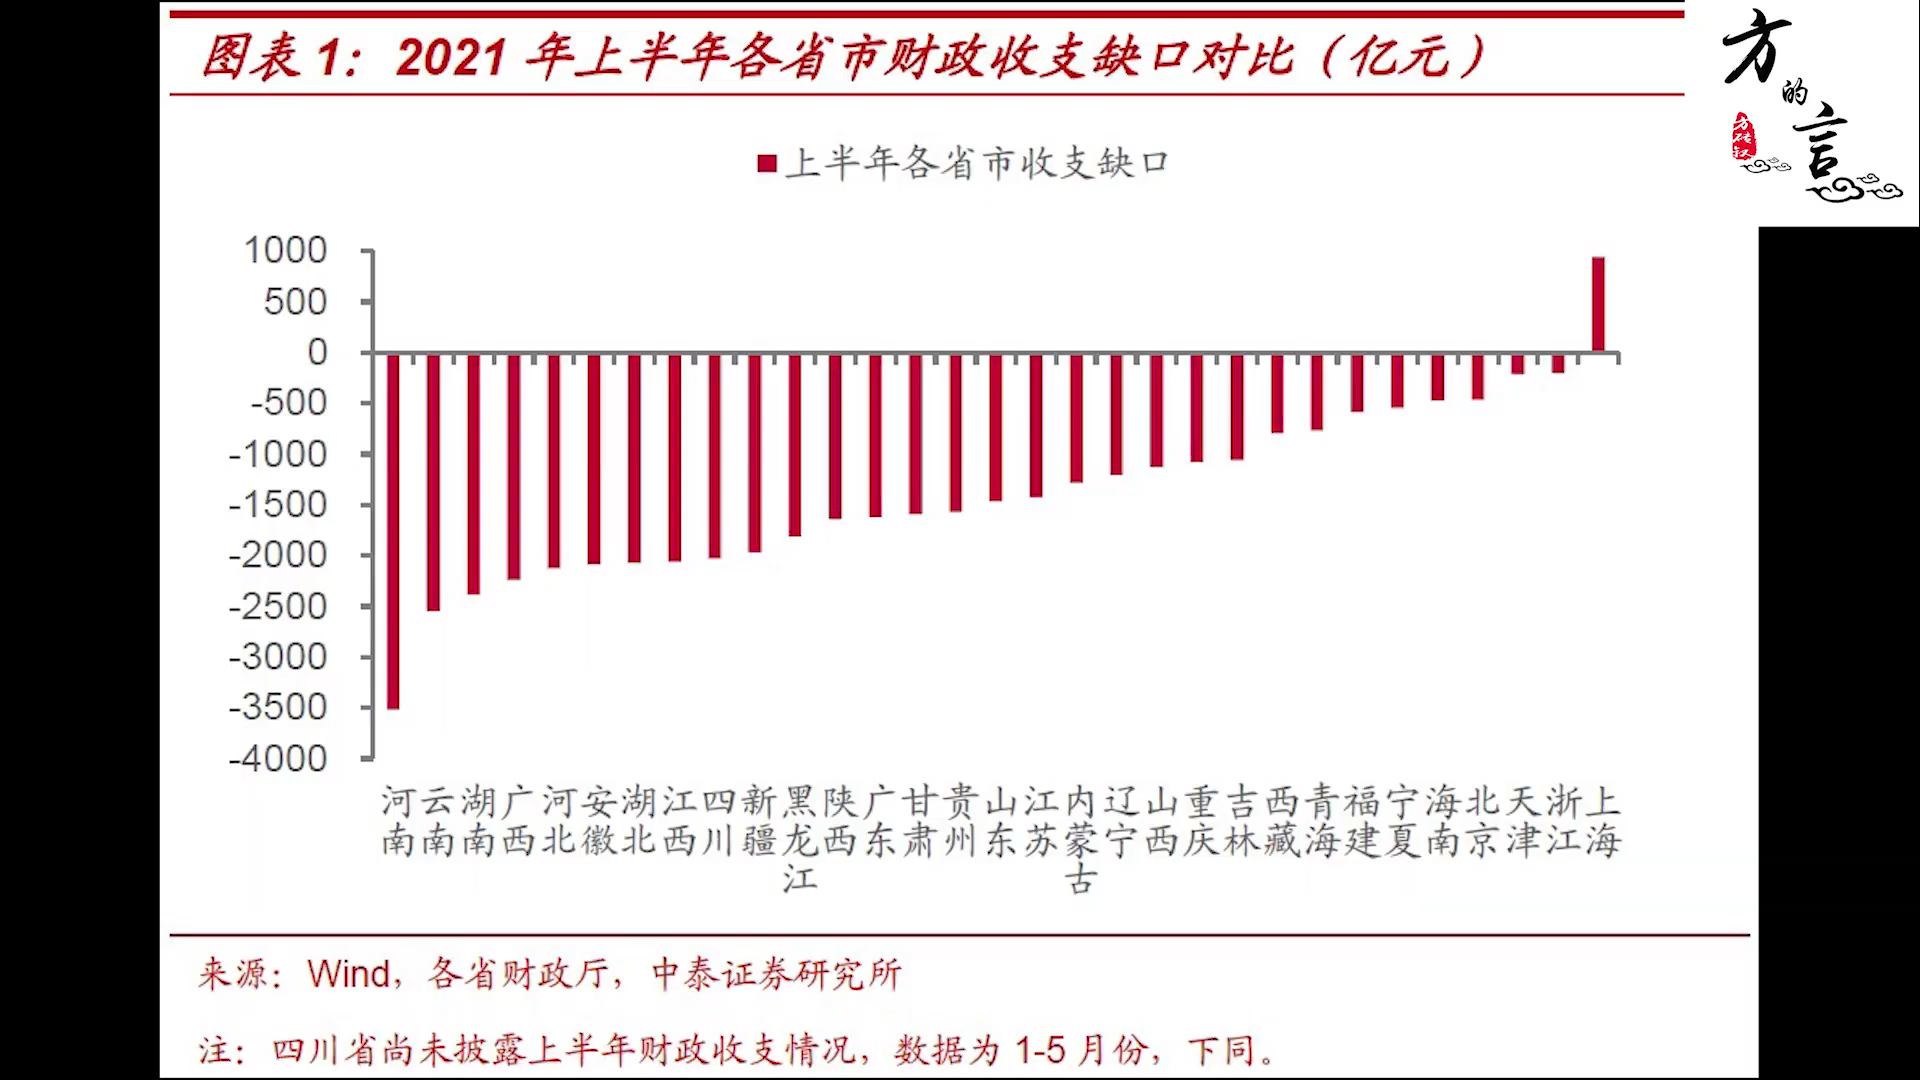 图表 1：2021 年上半年各省市财政收支缺口对比（亿元）
方的言
方砖叔
上半年各省市收支缺口
1000
500
0
-500
-1000
-1500
-2000
-2500
-3000
-3500
-4000
河南 云南 湖南 广西 河北 安徽 湖北 江西 四川 新疆 黑龙江 陕西 广东 甘肃 贵州 山东 江苏 内蒙古 辽宁 山西 重庆 吉林 西藏 青海 福建 宁夏 海南 北京 天津 浙江 上海
来源：Wind，各省财政厅，中泰证券研究所
注：四川省尚未披露上半年财政收支情况，数据为 1-5 月份，下同。